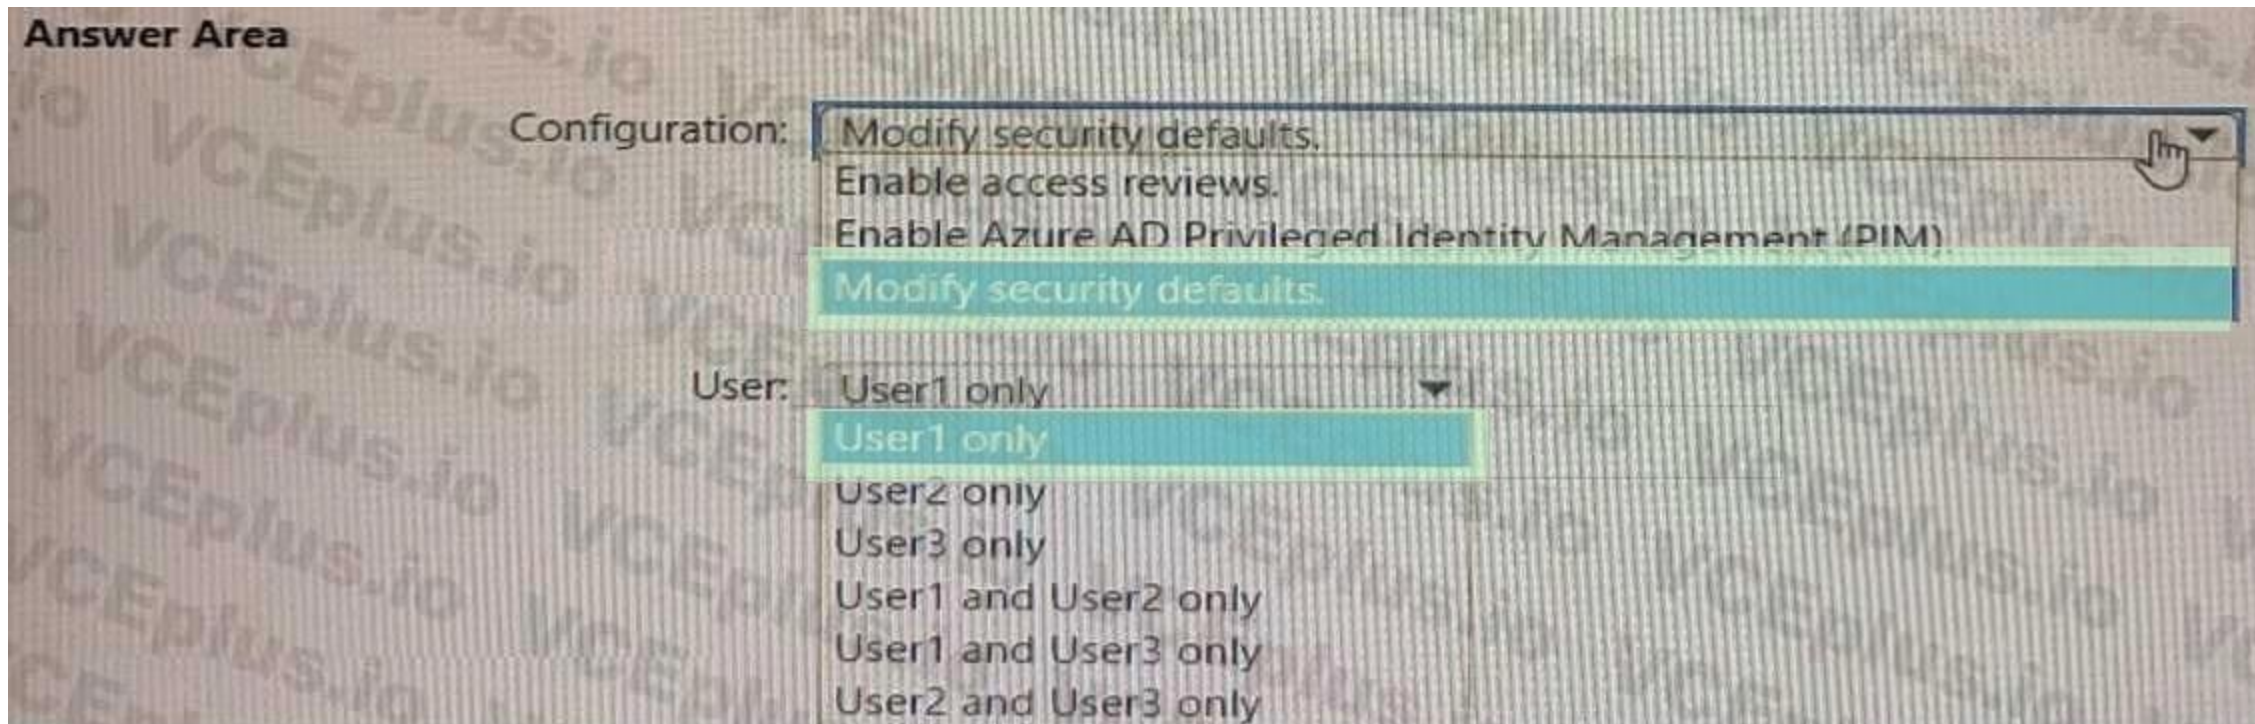 Answer Area
Configuration: Modify security defaults.
Enable access reviews.
Enable Azure AD Privileged Identity Management (PIM).
Modify security defaults.
User: User1 only
User1 only
User2 only
User3 only
User1 and User2 only
User1 and User3 only
User2 and User3 only
VCEplus.io